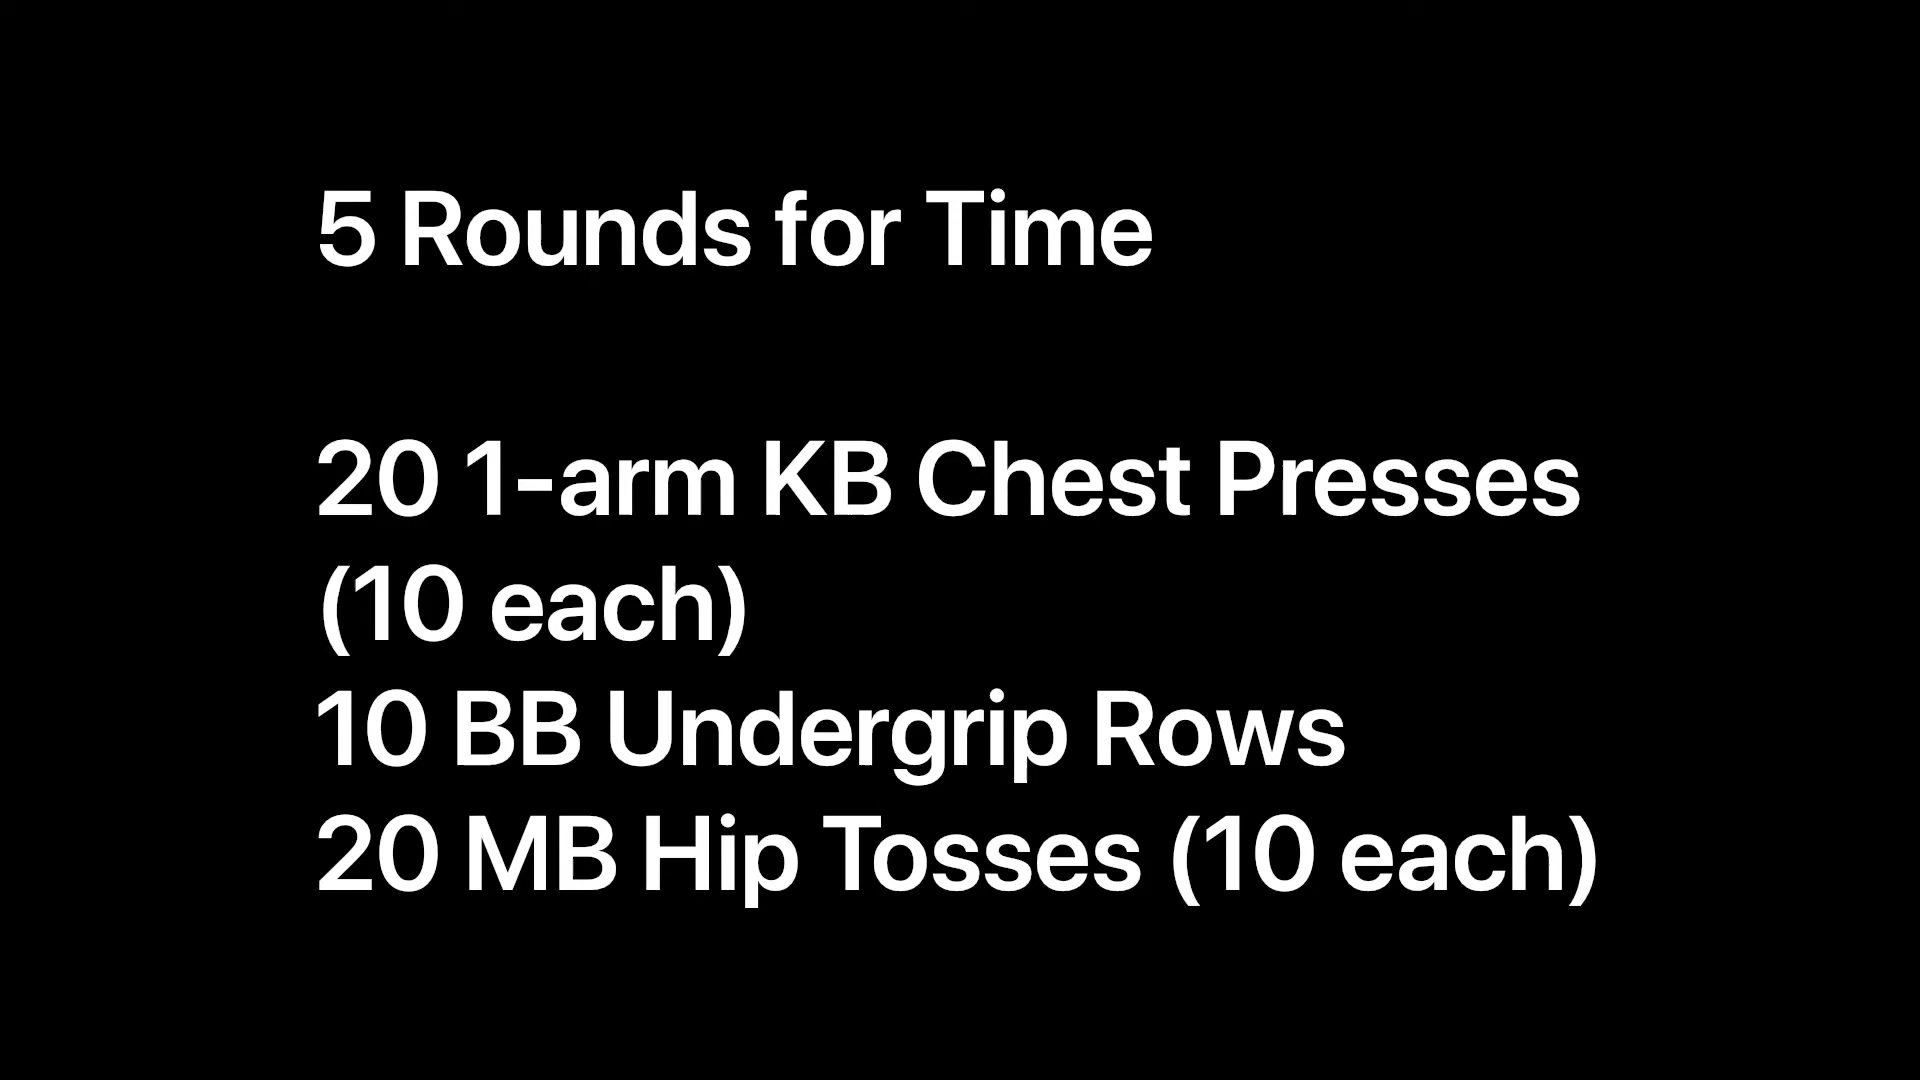 5 Rounds for Time
20 1-arm KB Chest Presses
(10 each)
10 BB Undergrip Rows
20 MB Hip Tosses (10 each)